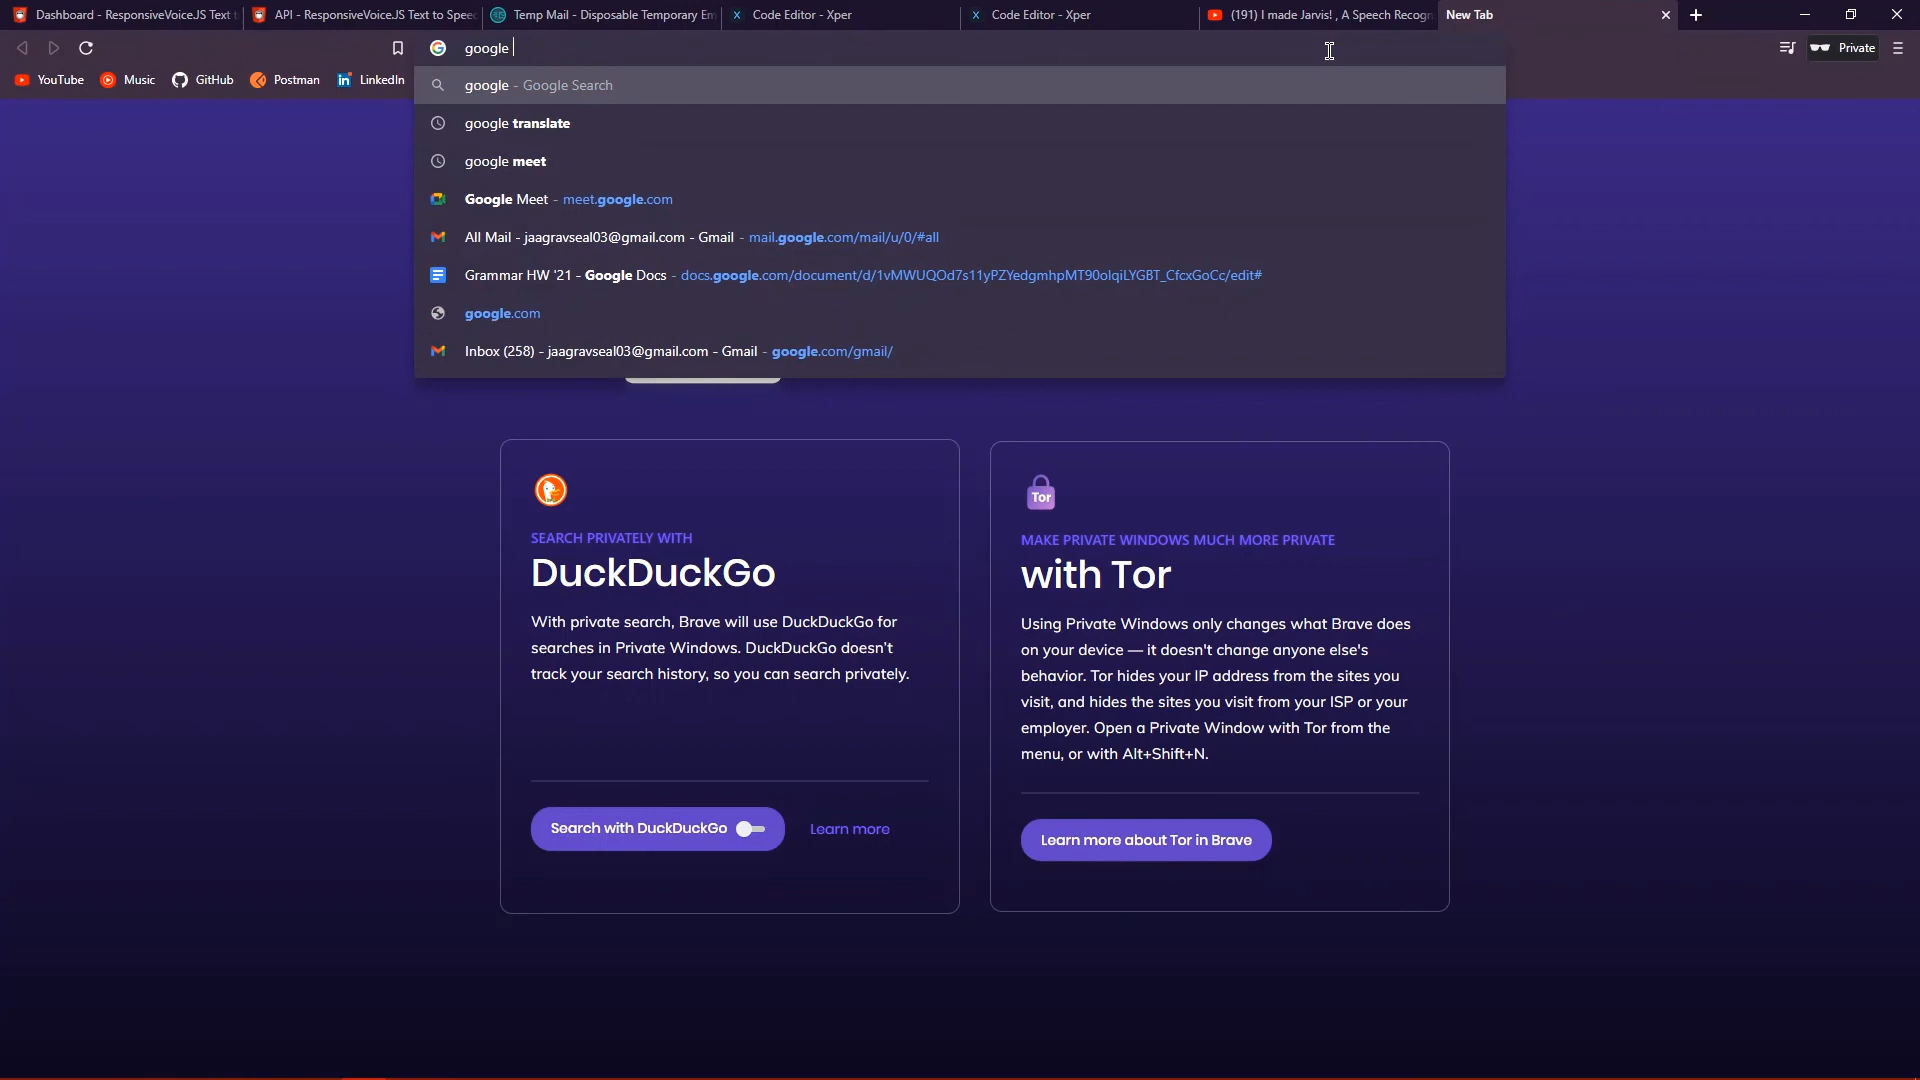 Dashboard - ResponsiveVoiceJS Text t
API - ResponsiveVoiceJS Text to Speec
Temp Mail - Disposable Temporary Em
Code Editor - Xper
Code Editor - Xper
(191) I made Jarvis! , A Speech Recogn
New Tab
google
Private
YouTube
Music
GitHub
Postman
LinkedIn
google - Google Search
google translate
google meet
Google Meet - meet.google.com
All Mail - jaagravseal03@gmail.com - Gmail - mail.google.com/mail/u/0/#all
Grammar HW '21 - Google Docs - docs.google.com/document/d/1vMWUQOd7s11yPZYedgmhpMT90olqiLYGBT_CfcxGoCc/edit#
google.com
Inbox (258) - jaagravseal03@gmail.com - Gmail - google.com/gmail/
SEARCH PRIVATELY WITH
DuckDuckGo
With private search, Brave will use DuckDuckGo for
searches in Private Windows. DuckDuckGo doesn't
track your search history, so you can search privately.
Search with DuckDuckGo
Learn more
Tor
MAKE PRIVATE WINDOWS MUCH MORE PRIVATE
with Tor
Using Private Windows only changes what Brave does
on your device — it doesn't change anyone else's
behavior. Tor hides your IP address from the sites you
visit, and hides the sites you visit from your ISP or your
employer. Open a Private Window with Tor from the
menu, or with Alt+Shift+N.
Learn more about Tor in Brave